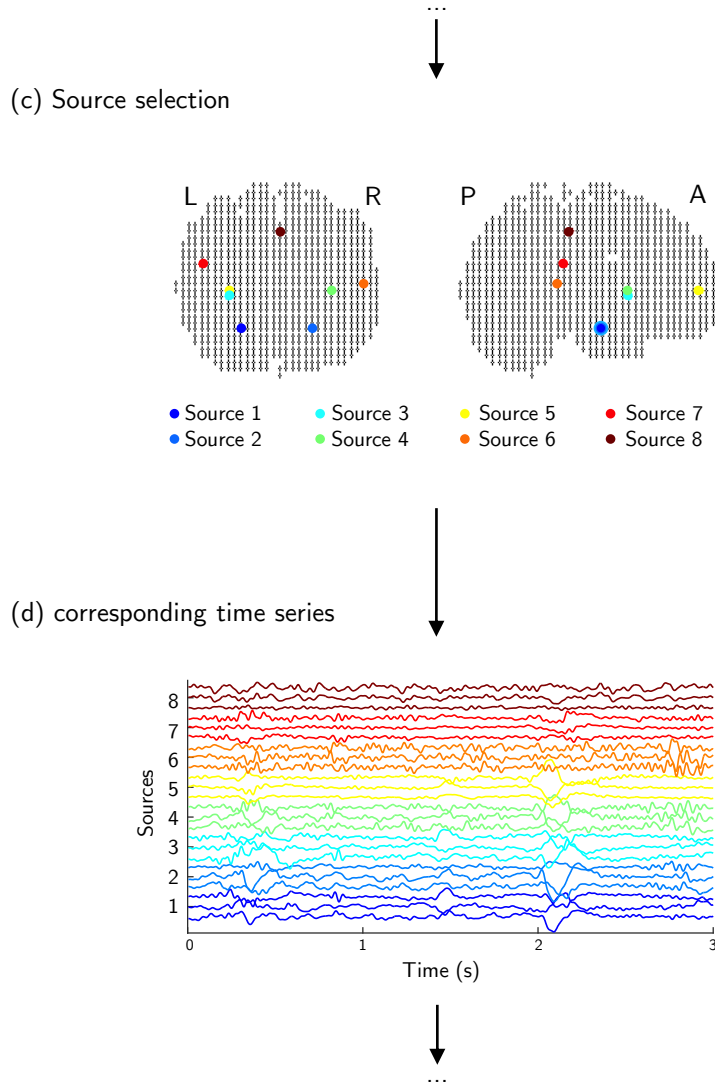 ...
(c) Source selection
L R P A
Source 1 Source 3 Source 5 Source 7
Source 2 Source 4 Source 6 Source 8
(d) corresponding time series
8
7
6
5
4
3
2
1
Sources
0 1 2 3
Time (s)
...